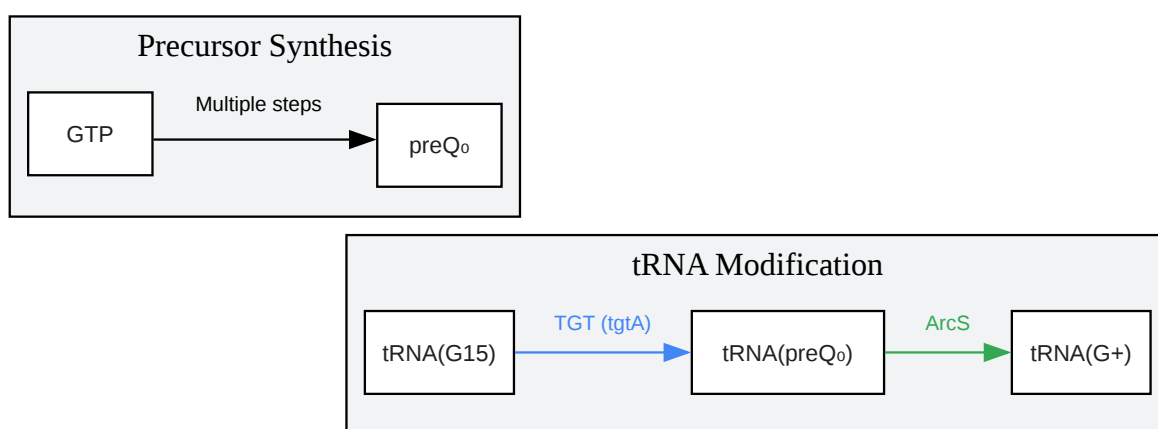 Precursor Synthesis
Multiple steps
GTP
preQ₀
tRNA Modification
TGT (tgtA)
ArcS
tRNA(G15)
tRNA(preQ₀)
tRNA(G+)